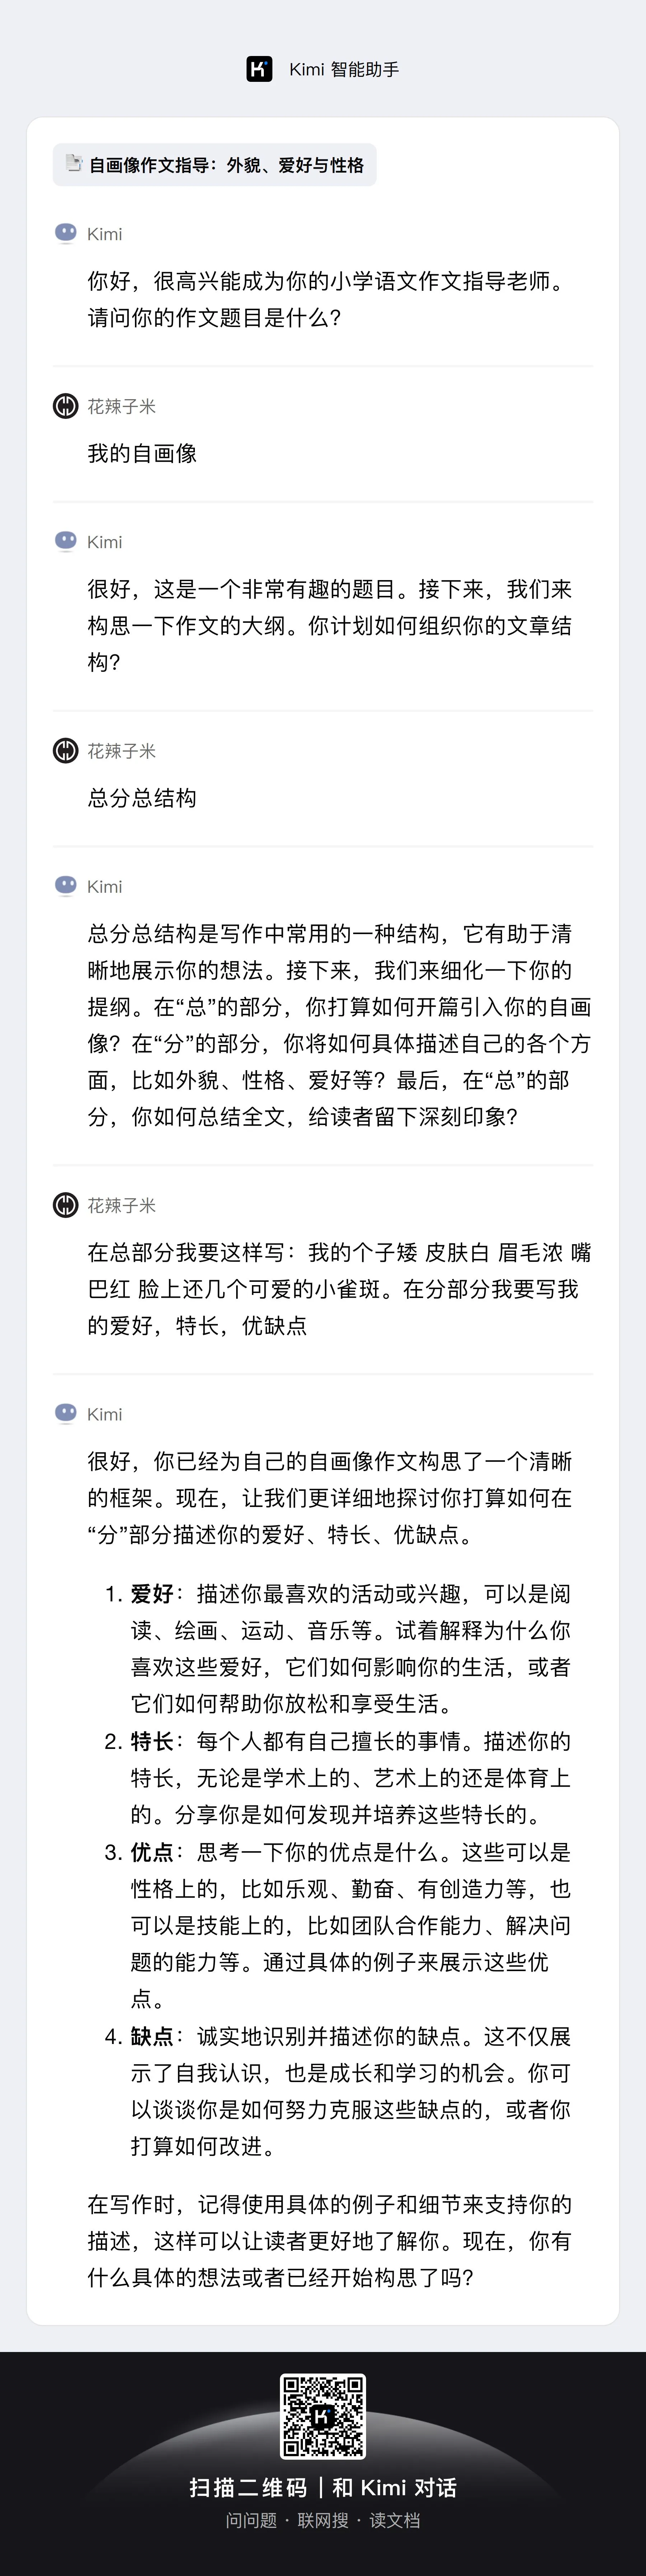 Kimi 智能助手
自画像作文指导：外貌、爱好与性格
Kimi
你好，很高兴能成为你的小学语文作文指导老师。
请问你的作文题目是什么？
花辣子米
我的自画像
Kimi
很好，这是一个非常有趣的题目。接下来，我们来
构思一下作文的大纲。你计划如何组织你的文章结
构？
花辣子米
总分总结构
Kimi
总分总结构是写作中常用的一种结构，它有助于清
晰地展示你的想法。接下来，我们来细化一下你的
提纲。在“总”的部分，你打算如何开篇引入你的自画
像？在“分”的部分，你将如何具体描述自己的各个方
面，比如外貌、性格、爱好等？最后，在“总”的部
分，你如何总结全文，给读者留下深刻印象？
花辣子米
在总部分我要这样写：我的个子矮 皮肤白 眉毛浓 嘴
巴红 脸上还几个可爱的小雀斑。在分部分我要写我
的爱好，特长，优缺点
Kimi
很好，你已经为自己的自画像作文构思了一个清晰
的框架。现在，让我们更详细地探讨你打算如何在
“分”部分描述你的爱好、特长、优缺点。
1. 爱好：描述你最喜欢的活动或兴趣，可以是阅
读、绘画、运动、音乐等。试着解释为什么你
喜欢这些爱好，它们如何影响你的生活，或者
它们如何帮助你放松和享受生活。
2. 特长：每个人都有自己擅长的事情。描述你的
特长，无论是学术上的、艺术上的还是体育上
的。分享你是如何发现并培养这些特长的。
3. 优点：思考一下你的优点是什么。这些可以是
性格上的，比如乐观、勤奋、有创造力等，也
可以是技能上的，比如团队合作能力、解决问
题的能力等。通过具体的例子来展示这些优
点。
4. 缺点：诚实地识别并描述你的缺点。这不仅展
示了自我认识，也是成长和学习的机会。你可
以谈谈你是如何努力克服这些缺点的，或者你
打算如何改进。
在写作时，记得使用具体的例子和细节来支持你的
描述，这样可以让读者更好地了解你。现在，你有
什么具体的想法或者已经开始构思了吗？
扫描二维码 | 和 Kimi 对话
问问题 · 联网搜 · 读文档